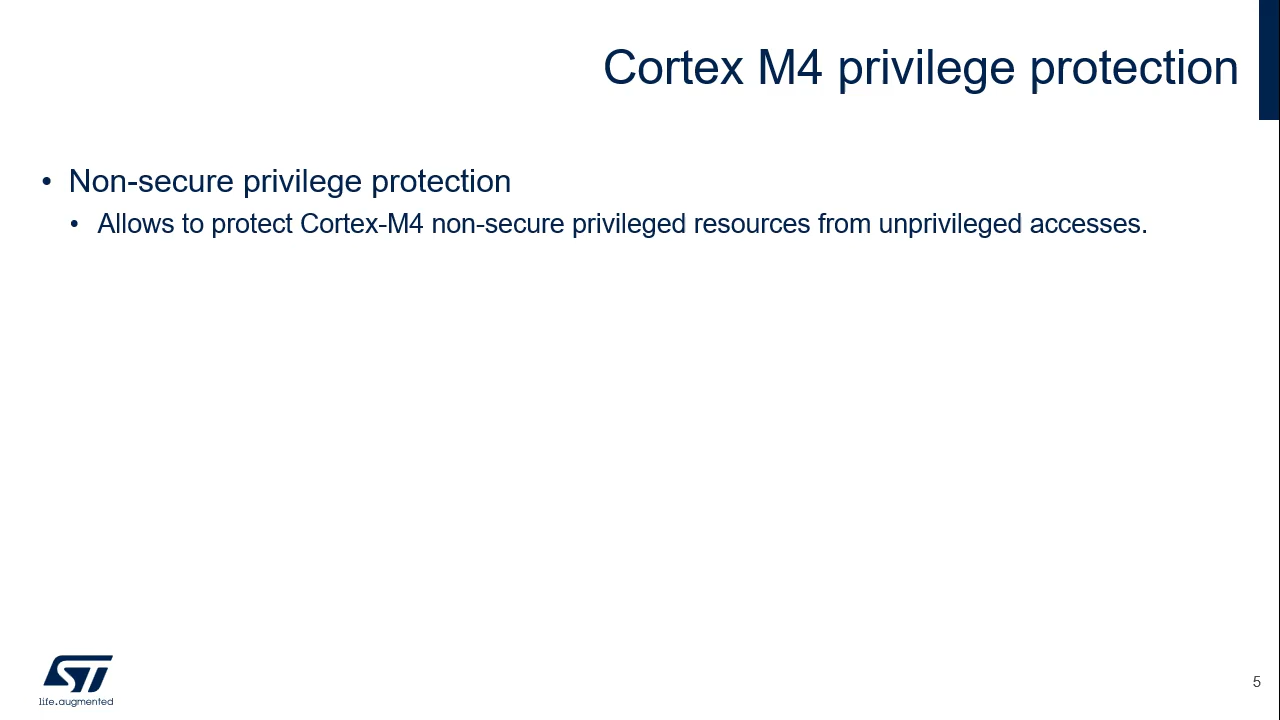 Cortex M4 privilege protection
• Non-secure privilege protection
• Allows to protect Cortex-M4 non-secure privileged resources from unprivileged accesses.
ST
life.augmented
5